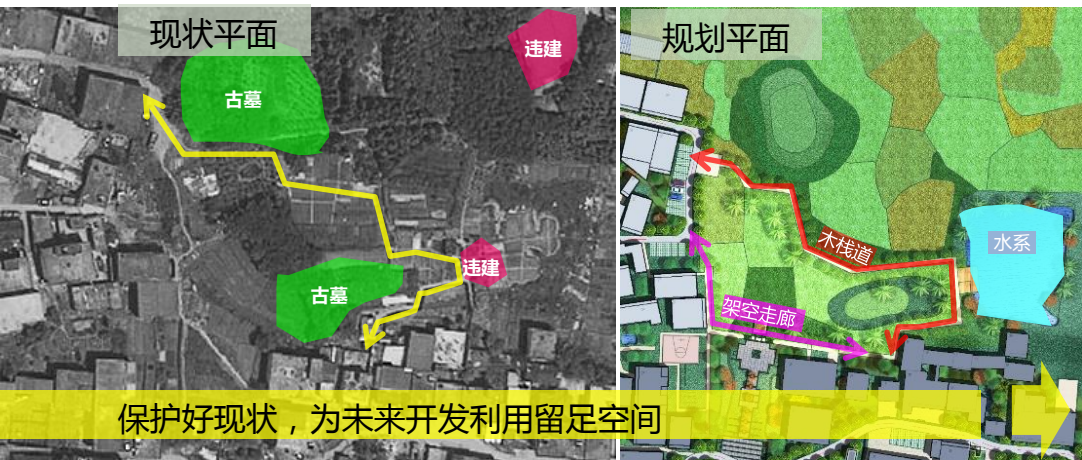 现状平面
规划平面
违建
古墓
木栈道
水系
违建
古墓
架空走廊
保护好现状，为未来开发利用留足空间